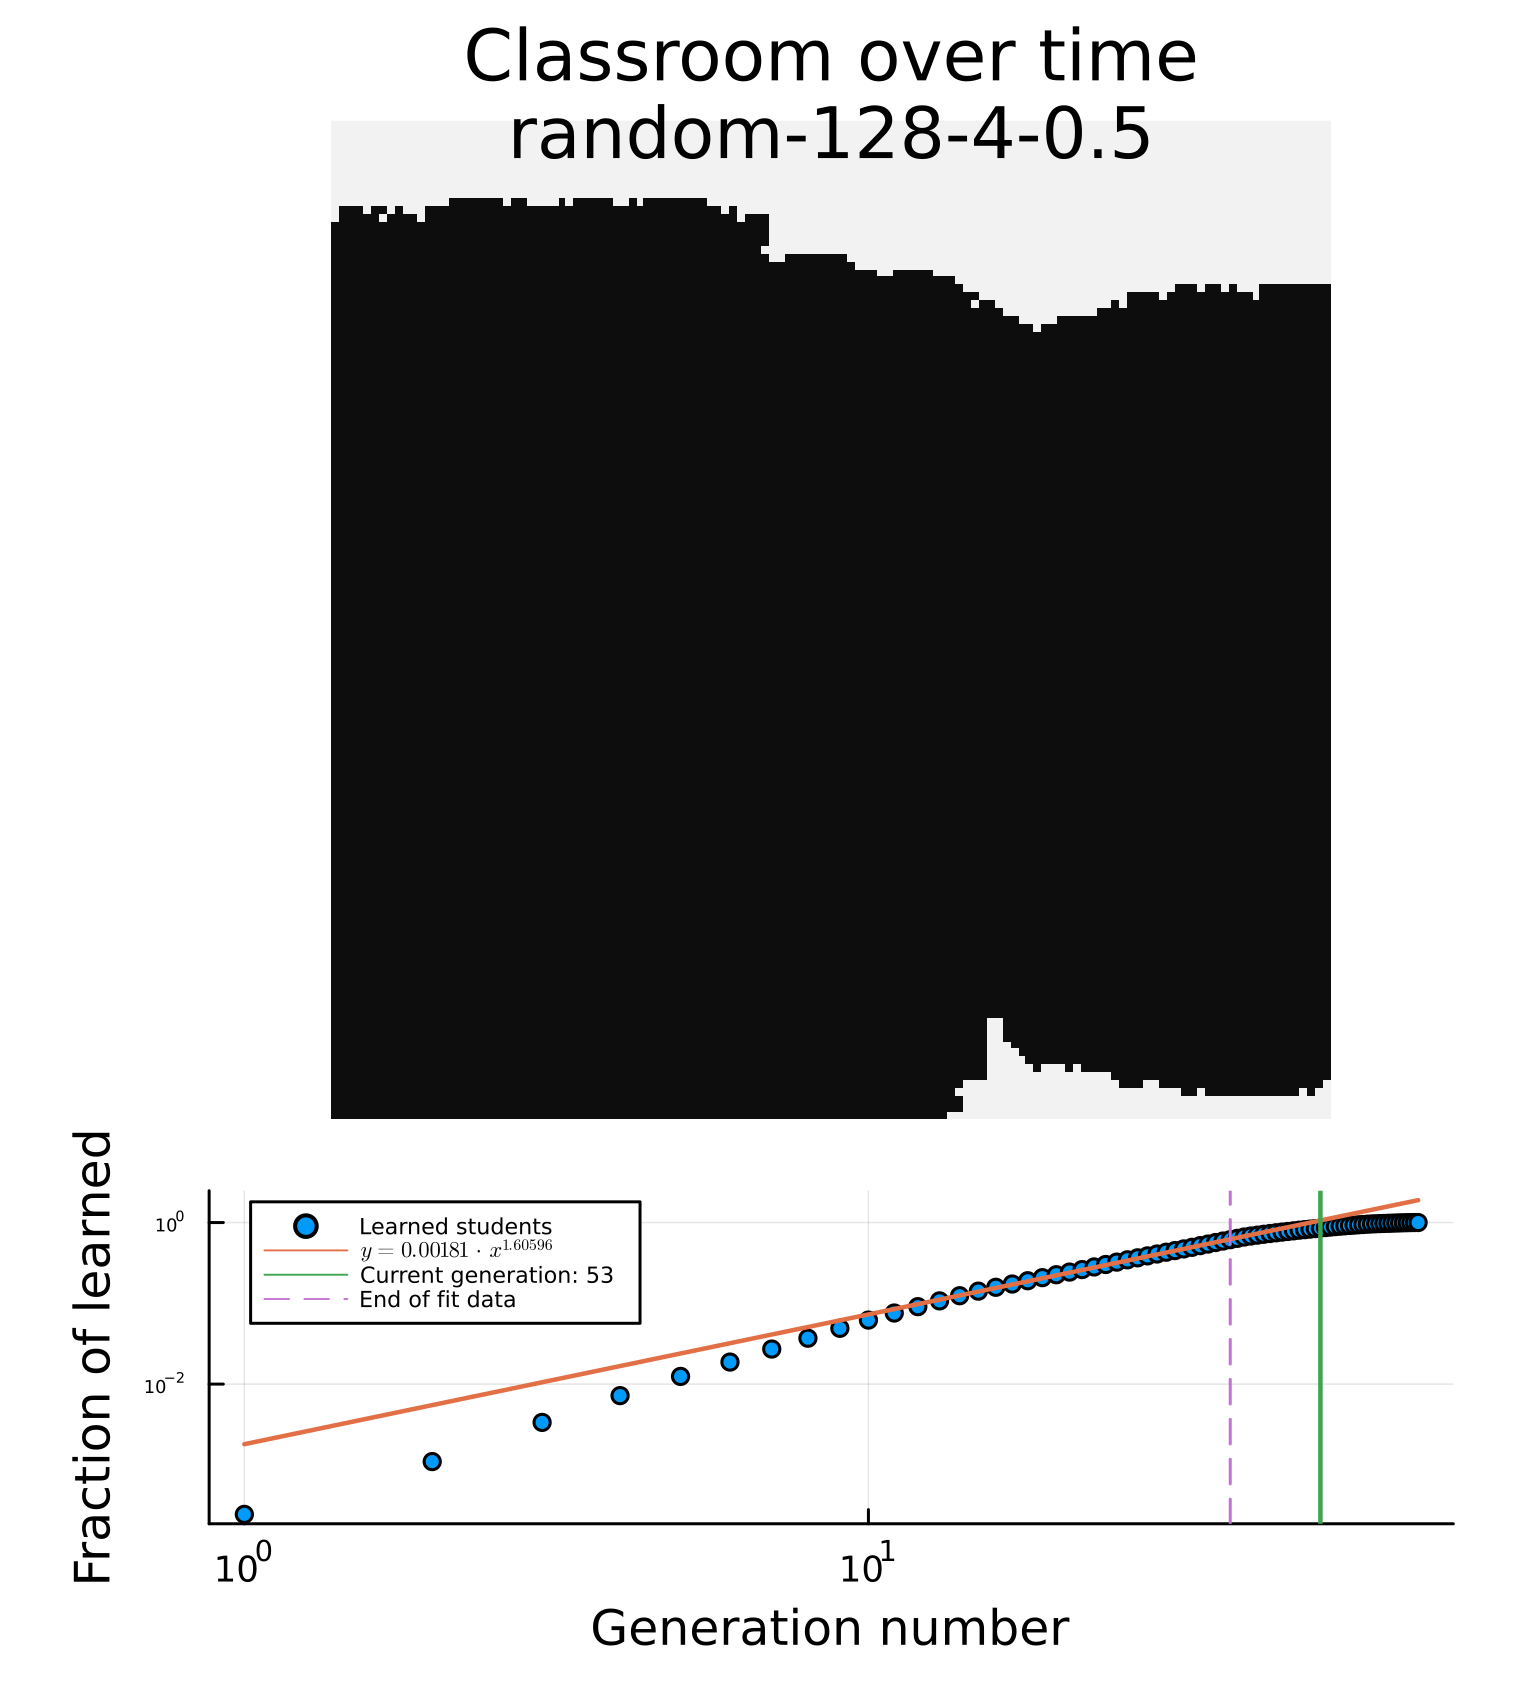 Classroom over time
random-128-4-0.5
Fraction of learned
10⁰
10⁻²
Learned students
y = 0.00181 · x¹·⁶⁰⁵⁹⁶
Current generation: 53
End of fit data
10⁰
10¹
Generation number